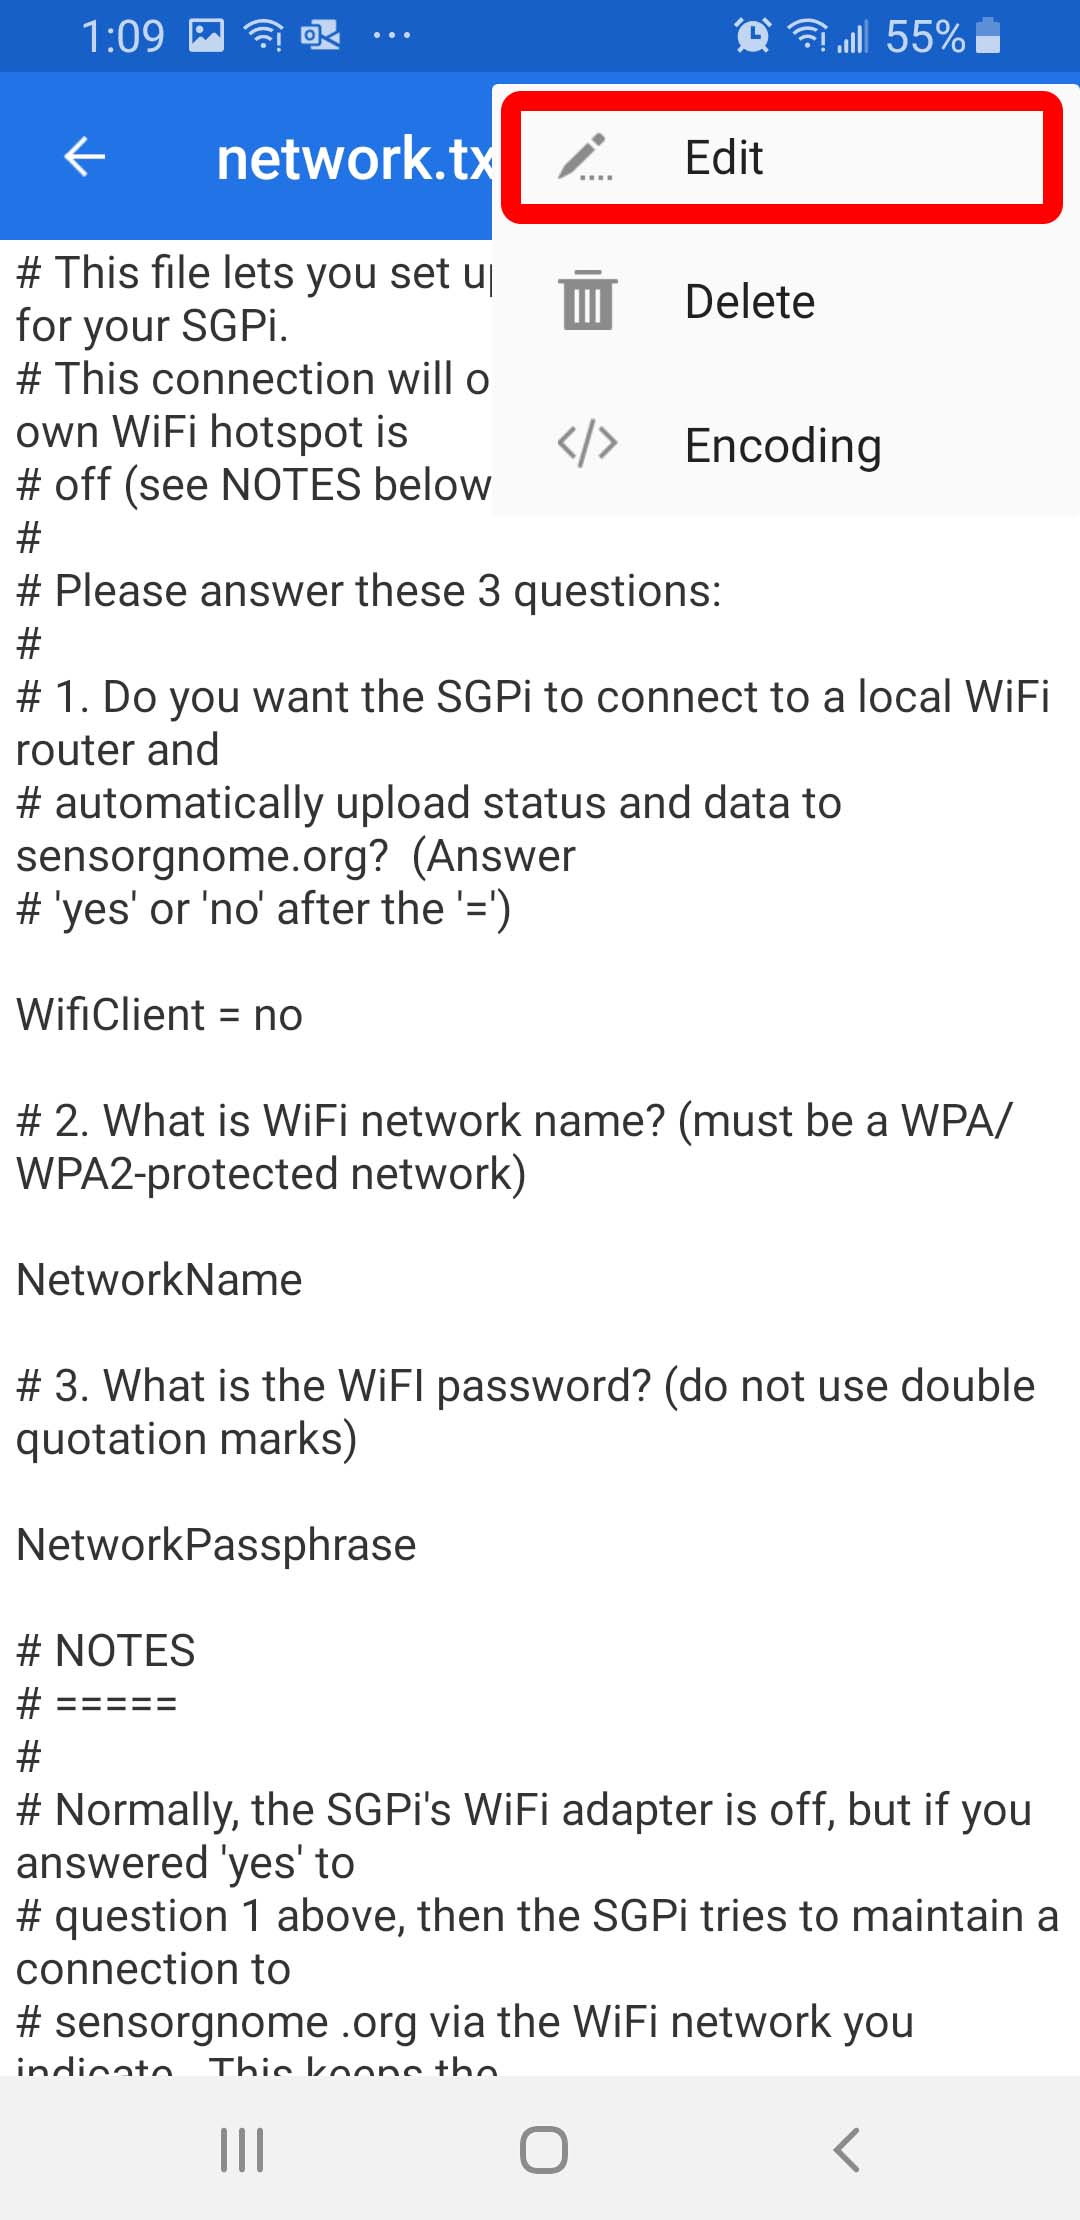 1:09
55%
network.tx
Edit
Delete
Encoding
# This file lets you set
for your SGPi.
# This connection will
own WiFi hotspot is
# off (see NOTES below
#
# Please answer these 3 questions:
#
# 1. Do you want the SGPi to connect to a local WiFi
router and
# automatically upload status and data to
sensorgnome.org?  (Answer
# 'yes' or 'no' after the '=')
WifiClient = no
# 2. What is WiFi network name? (must be a WPA/
WPA2-protected network)
NetworkName
# 3. What is the WiFI password? (do not use double
quotation marks)
NetworkPassphrase
# NOTES
# =====
#
# Normally, the SGPi's WiFi adapter is off, but if you
answered 'yes' to
# question 1 above, then the SGPi tries to maintain a
connection to
# sensorgnome .org via the WiFi network you
indicate.  This keeps the